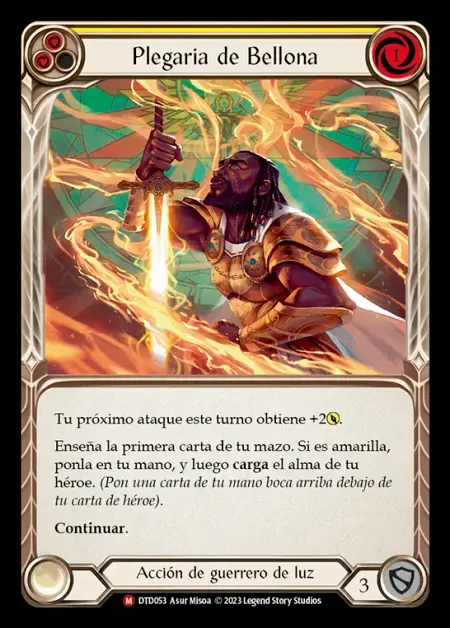 Plegaria de Bellona
1
Tu próximo ataque este turno obtiene +2.
Enseña la primera carta de tu mazo. Si es amarilla,
ponla en tu mano, y luego carga el alma de tu
héroe. (Pon una carta de tu mano boca arriba debajo de
tu carta de héroe).
Continuar.
Acción de guerrero de luz
3
M DTD053 Asur Misoa © 2023 Legend Story Studios